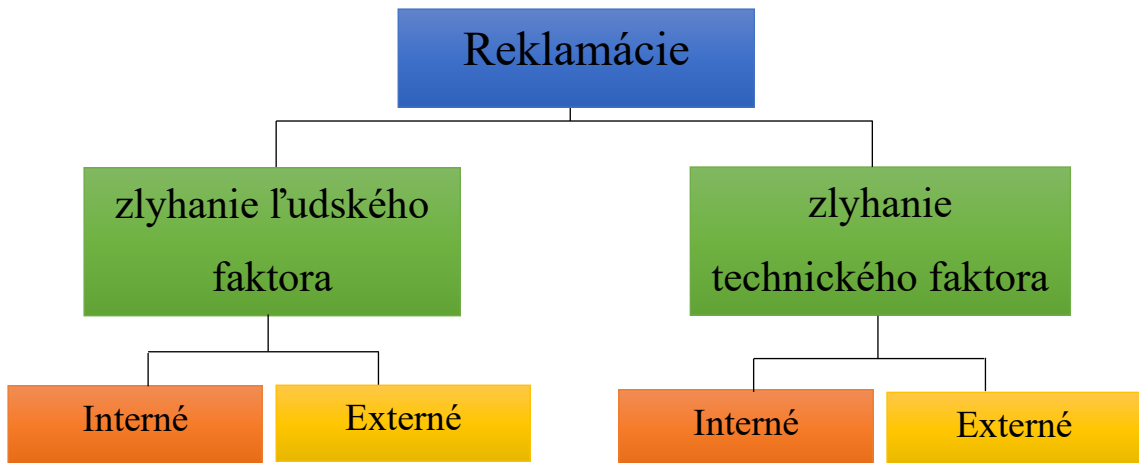 Reklamácie
zlyhanie ľudského
faktora
zlyhanie
technického faktora
Interné
Externé
Interné
Externé